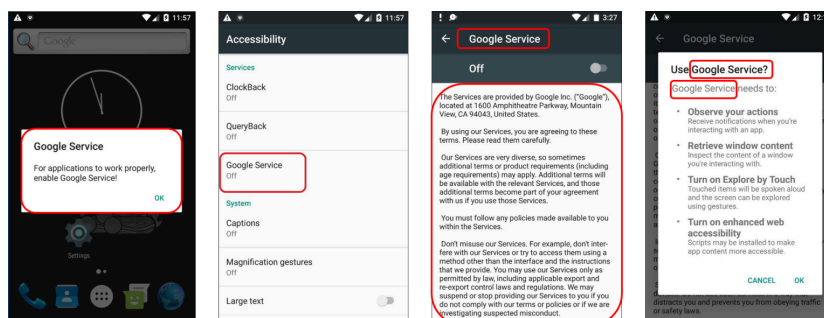 11:57
Google
Google Service
For applications to work properly,
enable Google Service!
OK
Settings
11:57
Accessibility
Services
ClockBack
Off
QueryBack
Off
Google Service
Off
System
Captions
Off
Magnification gestures
Off
Large text
3:27
Google Service
Off
The Services are provided by Google Inc. ("Google"),
located at 1600 Amphitheatre Parkway, Mountain
View, CA 94043, United States.
By using our Services, you are agreeing to these
terms. Please read them carefully.
Our Services are very diverse, so sometimes
additional terms or product requirements (including
age requirements) may apply. Additional terms will
be available with the relevant Services, and those
additional terms become part of your agreement
with us if you use those Services.
You must follow any policies made available to you
within the Services.
Don't misuse our Services. For example, don't inter-
fere with our Services or try to access them using a
method other than the interface and the instructions
that we provide. You may use our Services only as
permitted by law, including applicable export and
re-export control laws and regulations. We may
suspend or stop providing our Services to you if you
do not comply with our terms or policies or if we are
investigating suspected misconduct.
Google Service
Use Google Service?
Google Service needs to:
Observe your actions
Receive notifications when you're
interacting with an app.
Retrieve window content
Inspect the content of a window
you're interacting with.
Turn on Explore by Touch
Touched items will be spoken aloud
and the screen can be explored
using gestures.
Turn on enhanced web
accessibility
Scripts may be installed to make
app content more accessible.
CANCEL OK
distracts you and prevents you from obeying traffic
or safety laws.